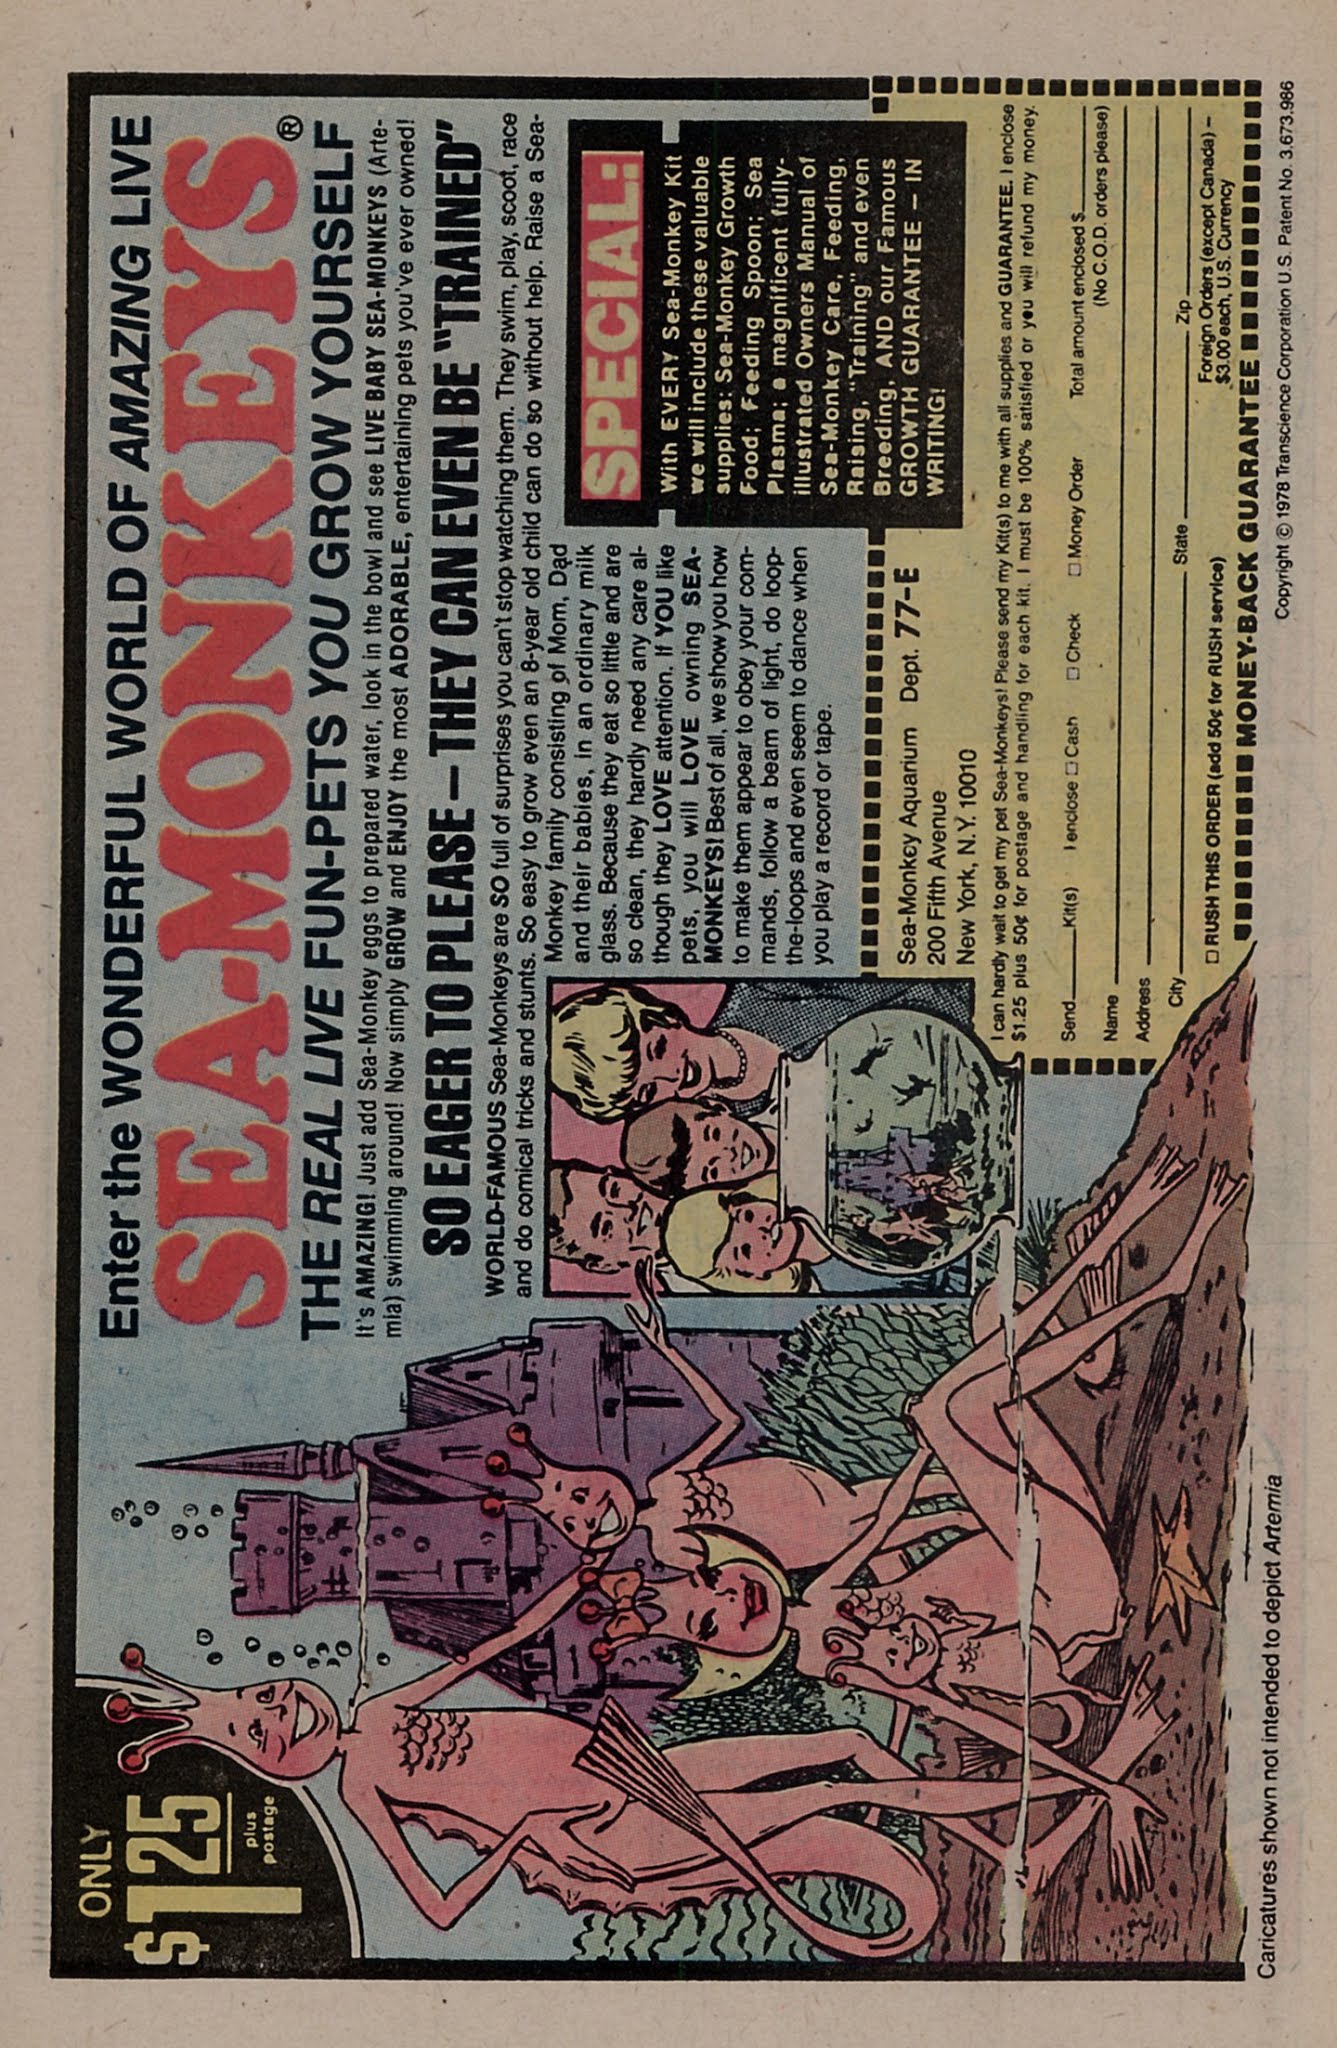 ONLY
$1.25
plus
postage
Enter the WONDERFUL WORLD OF AMAZING LIVE
SEA-MONKEYS®
THE REAL LIVE FUN-PETS YOU GROW YOURSELF
It's AMAZING! Just add Sea-Monkey eggs to prepared water, look in the bowl and see LIVE BABY SEA-MONKEYS (Arte-
mia) swimming around! Now simply GROW and ENJOY the most ADORABLE, entertaining pets you've ever owned!
SO EAGER TO PLEASE – THEY CAN EVEN BE "TRAINED"
WORLD-FAMOUS Sea-Monkeys are SO full of surprises you can't stop watching them. They swim, play, scoot, race
and do comical tricks and stunts. So easy to grow even an 8-year old child can do so without help. Raise a Sea-
Monkey family consisting of Mom, Dad
and their babies, in an ordinary milk
glass. Because they eat so little and are
so clean, they hardly need any care al-
though they LOVE attention. If YOU like
pets, you will LOVE owning SEA-
MONKEYS! Best of all, we show you how
to make them appear to obey your com-
mands, follow a beam of light, do loop-
the-loops and even seem to dance when
you play a record or tape.
SPECIAL:
With EVERY Sea-Monkey Kit
we will include these valuable
supplies: Sea-Monkey Growth
Food; Feeding Spoon; Sea
Plasma; a magnificent fully-
illustrated Owners Manual of
Sea-Monkey Care, Feeding,
Raising, "Training" and even
Breeding, AND our Famous
GROWTH GUARANTEE – IN
WRITING!
Sea-Monkey Aquarium Dept. 77-E
200 Fifth Avenue
New York, N.Y. 10010
I can hardly wait to get my pet Sea-Monkeys! Please send my Kit(s) to me with all supplies and GUARANTEE. I enclose
$1.25 plus 50¢ for postage and handling for each kit. I must be 100% satisfied or you will refund my money.
Send____Kit(s) I enclose □ Cash □ Check □ Money Order Total amount enclosed $____
(No C.O.D. orders please)
Name
Address
City State Zip
□ RUSH THIS ORDER (add 50¢ for RUSH service)
Foreign Orders (except Canada) –
$3.00 each, U.S. Currency
MONEY-BACK GUARANTEE
Caricatures shown not intended to depict Artemia
Copyright © 1978 Transcience Corporation U.S. Patent No. 3,673,986